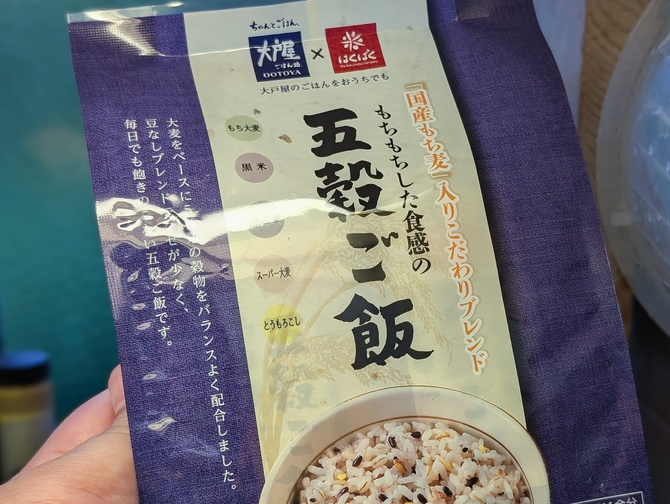 ちゃんとごはん。
大戸屋
ごはん処
OOTOYA
×
はくばく
大戸屋のごはんをおうちでも
「国産もち麦」入りこだわりブレンド
もちもちした食感の
五穀ご飯
もち大麦
黒米
スーパー大麦
とうもろこし
大麦をベースに
の穀物をバランスよく配合しました。
豆なしブレンド
が少なく、
毎日でも飽きの
い五穀ご飯です。